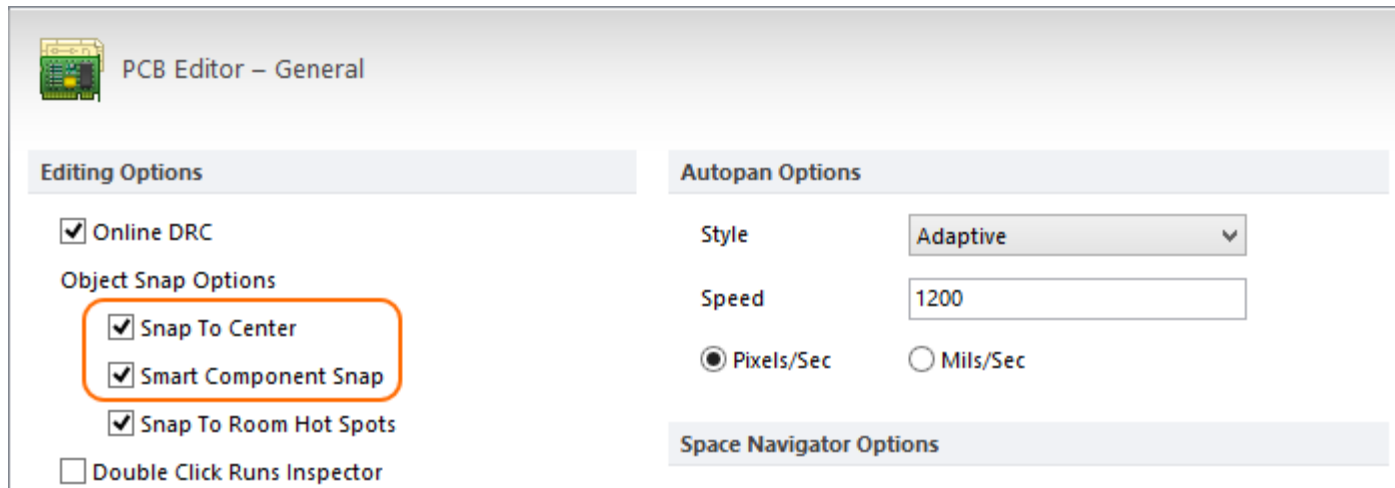 PCB Editor – General
Editing Options
Online DRC
Object Snap Options
Snap To Center
Smart Component Snap
Snap To Room Hot Spots
Double Click Runs Inspector
Autopan Options
Style Adaptive
Speed 1200
Pixels/Sec Mils/Sec
Space Navigator Options